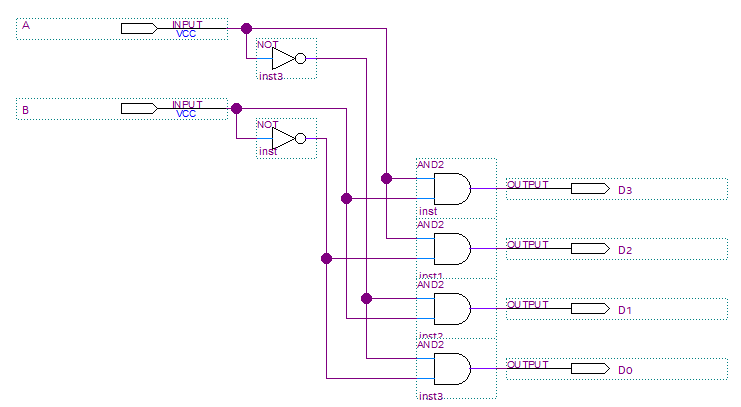 A
INPUT
VCC
NOT
inst3
B
INPUT
VCC
NOT
inst
AND2
OUTPUT
D3
inst
AND2
OUTPUT
D2
inst1
AND2
OUTPUT
D1
inst2
AND2
OUTPUT
D0
inst3